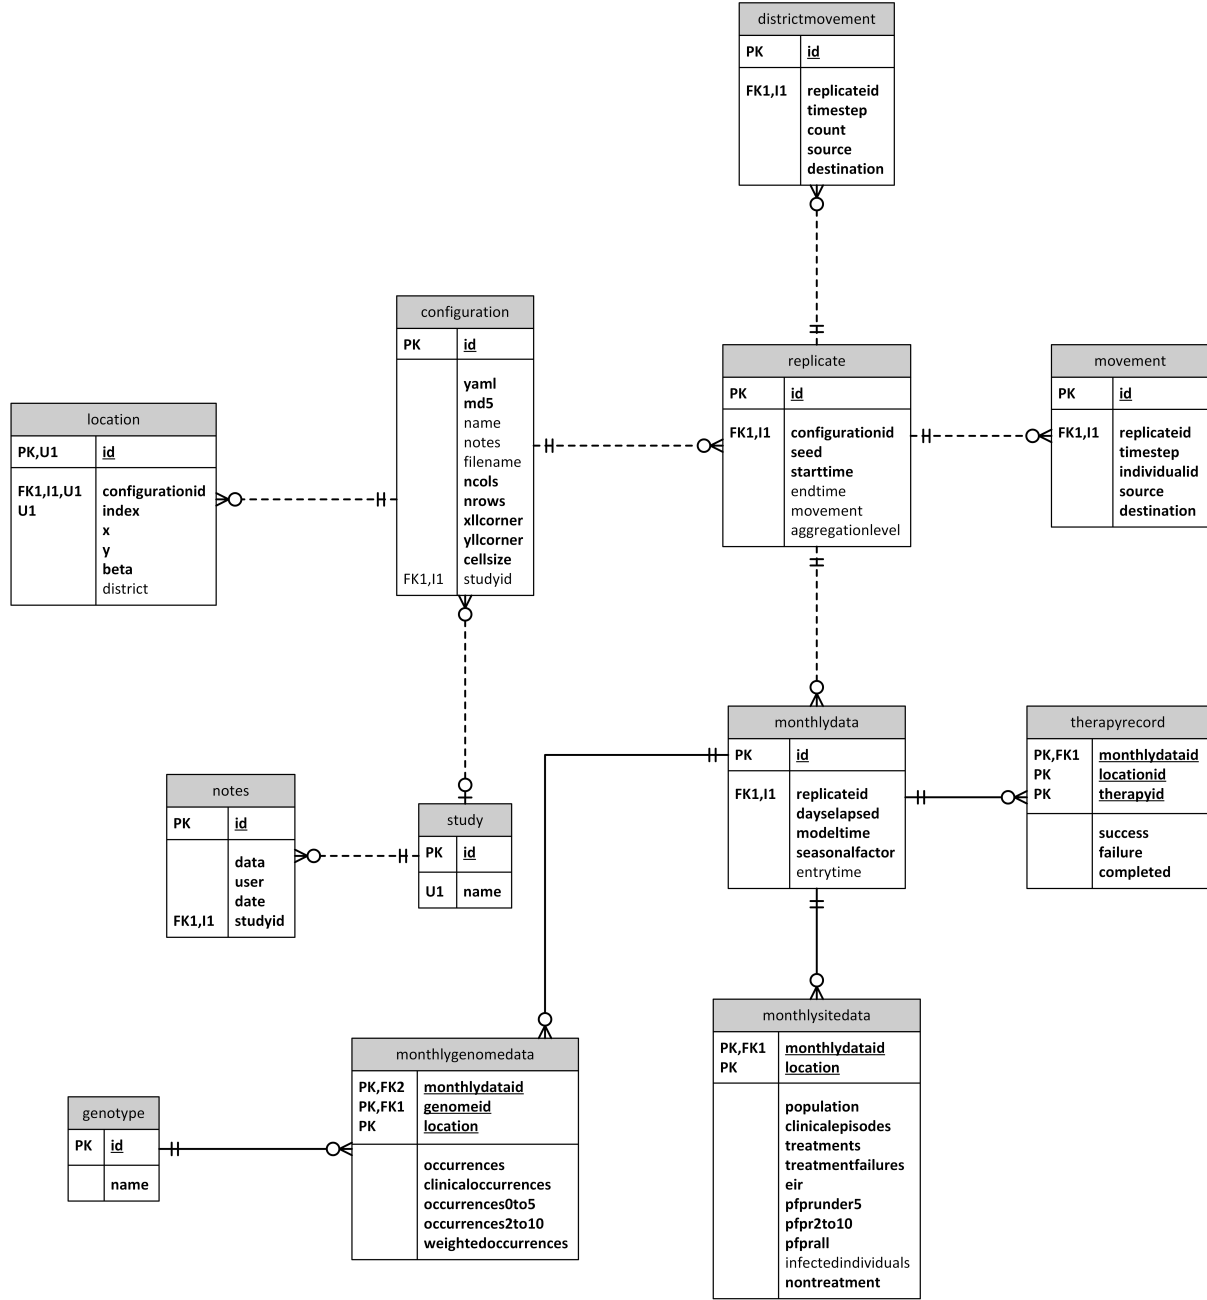 districtmovement
PK id
FK1,I1 replicateid
timestep
count
source
destination
configuration
PK id
yaml
md5
name
notes
filename
ncols
nrows
xllcorner
yllcorner
cellsize
FK1,I1 studyid
replicate
PK id
FK1,I1 configurationid
seed
starttime
endtime
movement
aggregationlevel
movement
PK id
FK1,I1 replicateid
timestep
individualid
source
destination
location
PK,U1 id
FK1,I1,U1 configurationid
U1 index
x
y
beta
district
monthlydata
PK id
FK1,I1 replicateid
dayselapsed
modeltime
seasonalfactor
entrytime
therapyrecord
PK,FK1 monthlydataid
PK locationid
PK therapyid
success
failure
completed
notes
PK id
data
user
date
FK1,I1 studyid
study
PK id
U1 name
monthlysitedata
PK,FK1 monthlydataid
PK location
population
clinicalepisodes
treatments
treatmentfailures
eir
pfprunder5
pfpr2to10
pfprall
infectedindividuals
nontreatment
monthlygenomedata
PK,FK2 monthlydataid
PK,FK1 genomeid
PK location
occurrences
clinicaloccurrences
occurrences0to5
occurrences2to10
weightedoccurrences
genotype
PK id
name